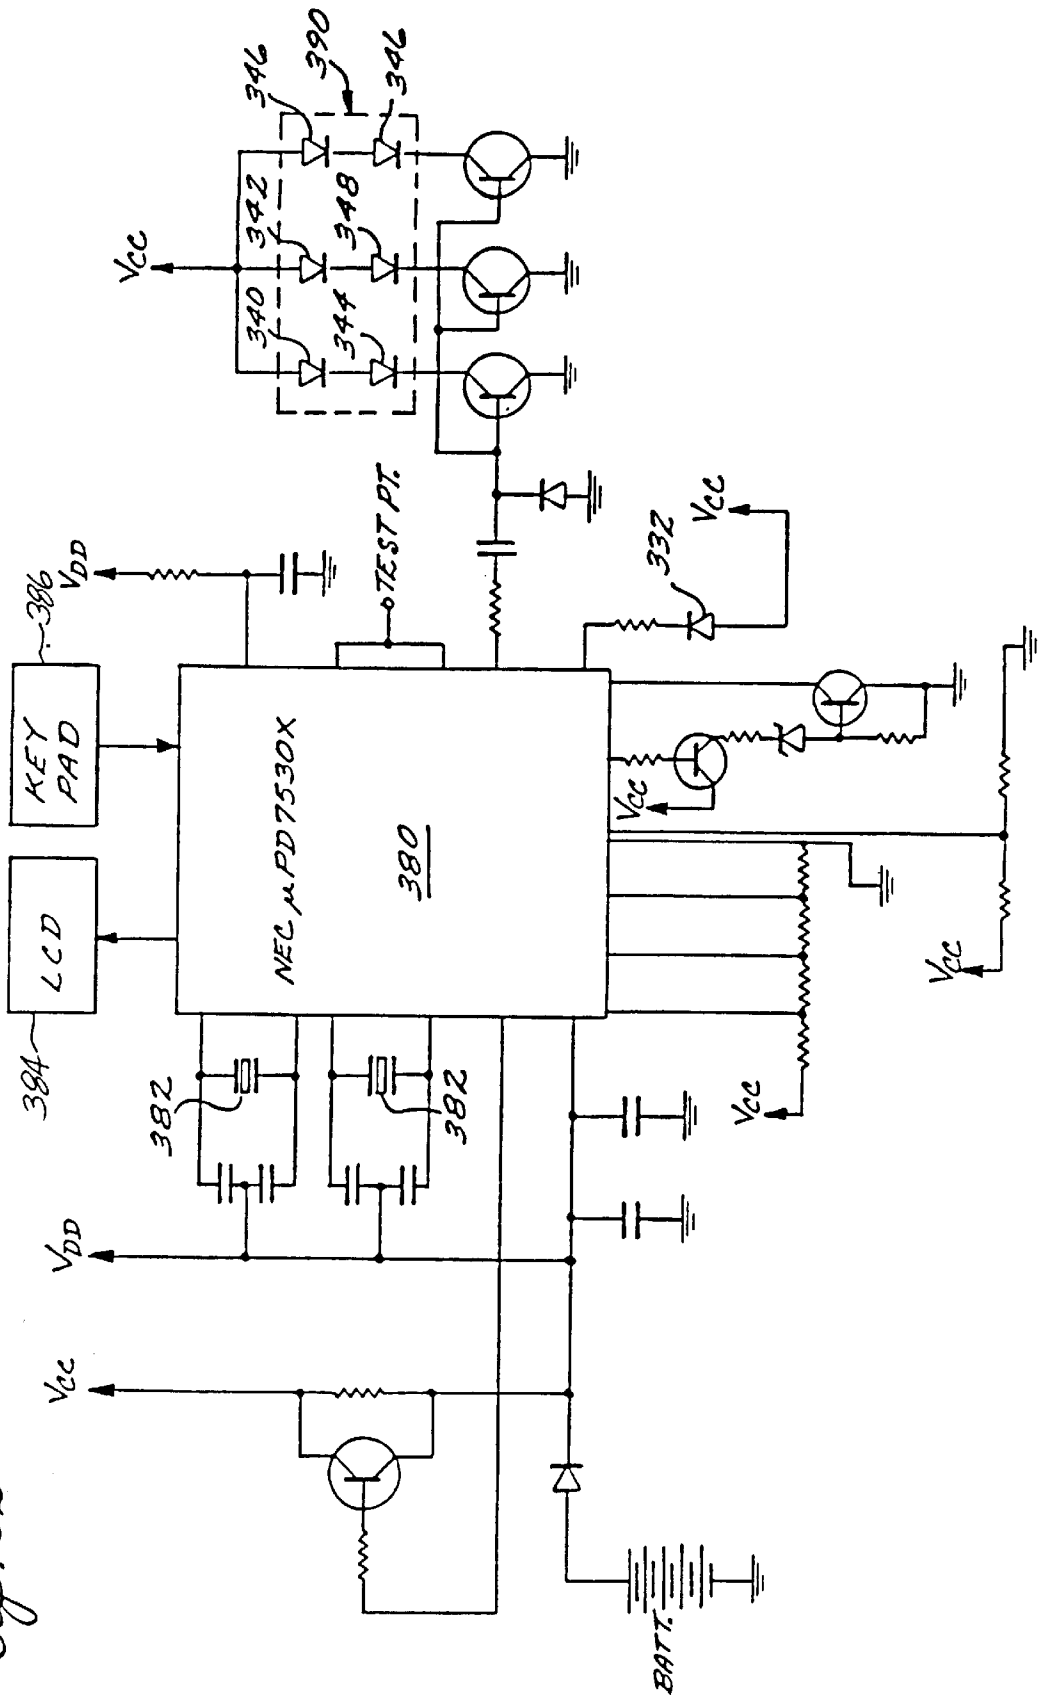 VCC
VDD
384
LCD
KEY
PAD
386
VDD
382
382
NEC μPD7530X
380
TEST PT.
VCC
340
342
346
344
348
390
346
332
VCC
VCC
VCC
VCC
BATT.